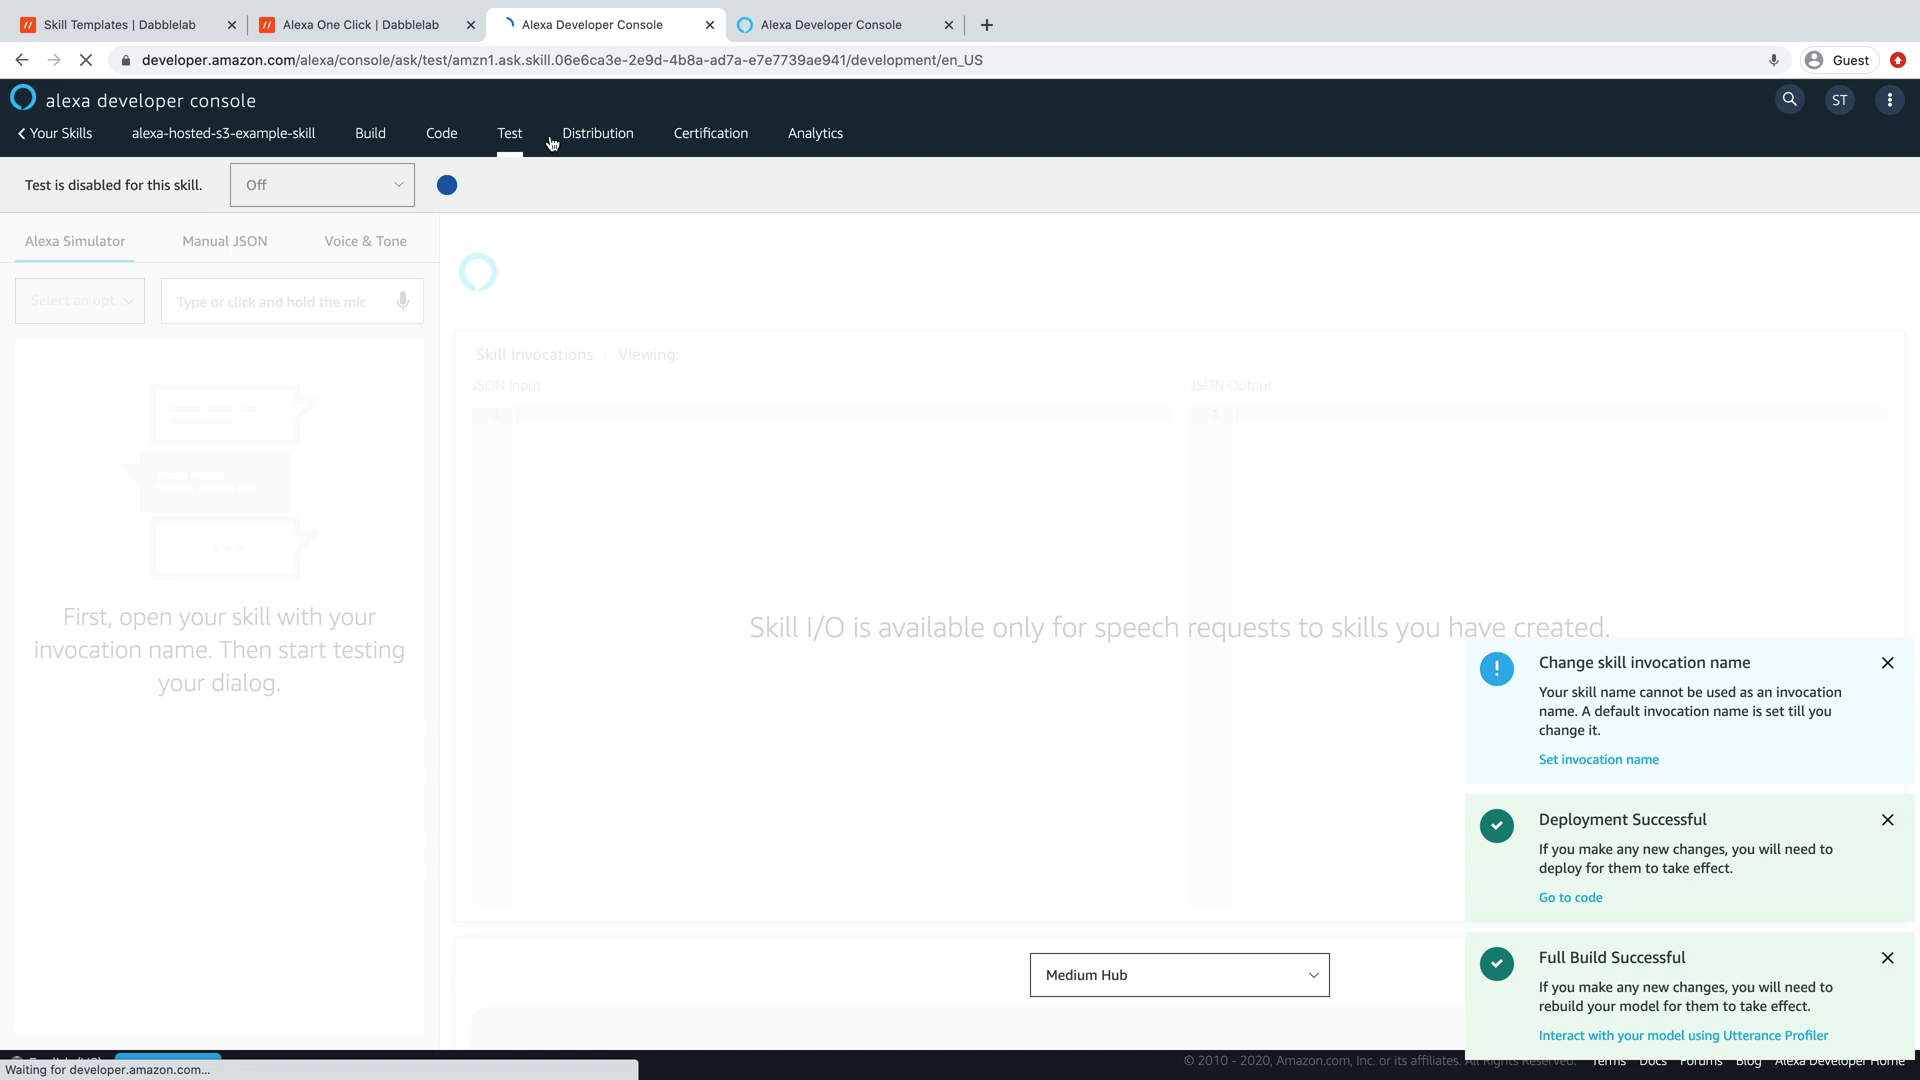 Skill Templates | Dabblelab
Alexa One Click | Dabblelab
Alexa Developer Console
Alexa Developer Console
developer.amazon.com/alexa/console/ask/test/amzn1.ask.skill.06e6ca3e-2e9d-4b8a-ad7a-e7e7739ae941/development/en_US
Guest
alexa developer console
ST
Your Skills
alexa-hosted-s3-example-skill
Build
Code
Test
Distribution
Certification
Analytics
Test is disabled for this skill.
Off
Alexa Simulator
Manual JSON
Voice & Tone
Select an opt...
Type or click and hold the mic
Skill Invocations | Viewing:
JSON Input
JSON Output
1
1
First, open your skill with your
invocation name. Then start testing
your dialog.
Skill I/O is available only for speech requests to skills you have created.
Change skill invocation name
Your skill name cannot be used as an invocation
name. A default invocation name is set till you
change it.
Set invocation name
Deployment Successful
If you make any new changes, you will need to
deploy for them to take effect.
Go to code
Full Build Successful
If you make any new changes, you will need to
rebuild your model for them to take effect.
Interact with your model using Utterance Profiler
Medium Hub
English (US)
© 2010 - 2020, Amazon.com, Inc. or its affiliates. All Rights Reserved.
Terms
Docs
Forums
Blog
Alexa Developer Home
Waiting for developer.amazon.com...